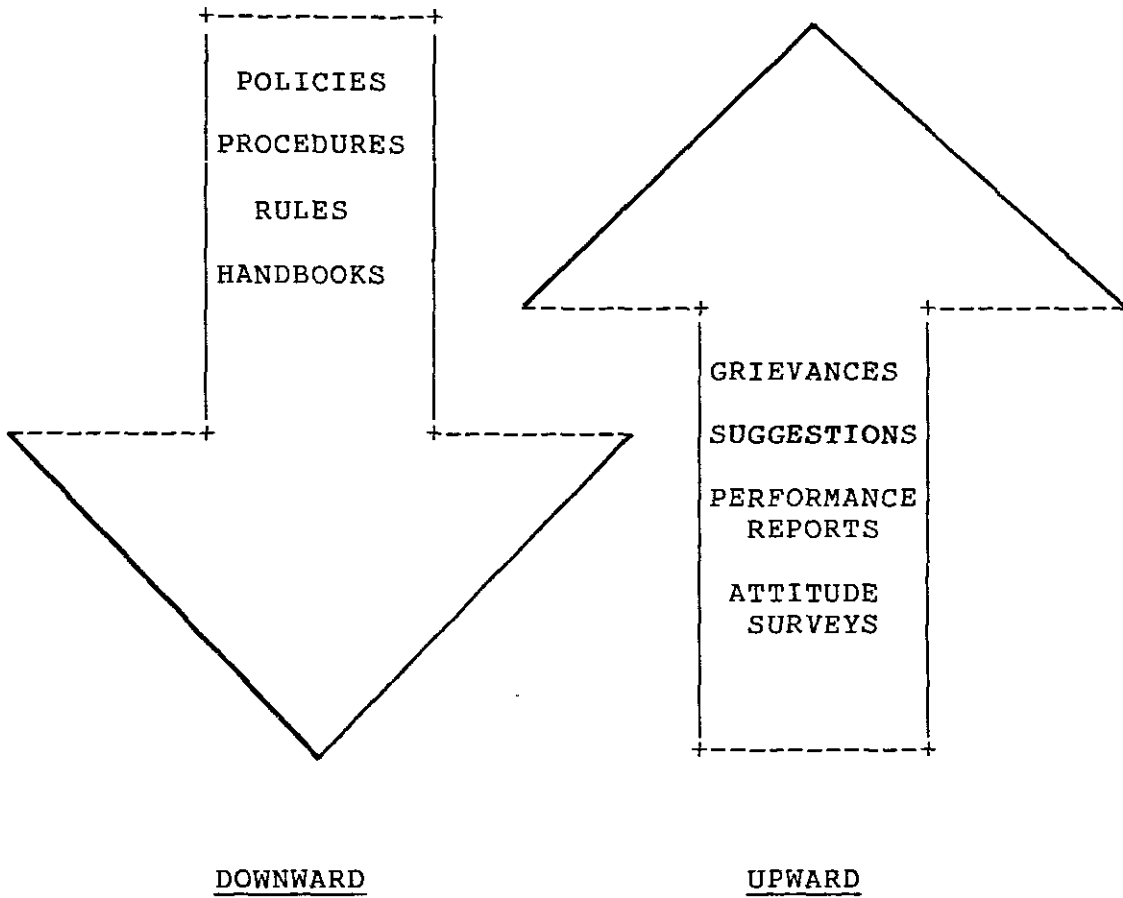 POLICIES
PROCEDURES
RULES
HANDBOOKS
GRIEVANCES
SUGGESTIONS
PERFORMANCE
REPORTS
ATTITUDE
SURVEYS
DOWNWARD
UPWARD